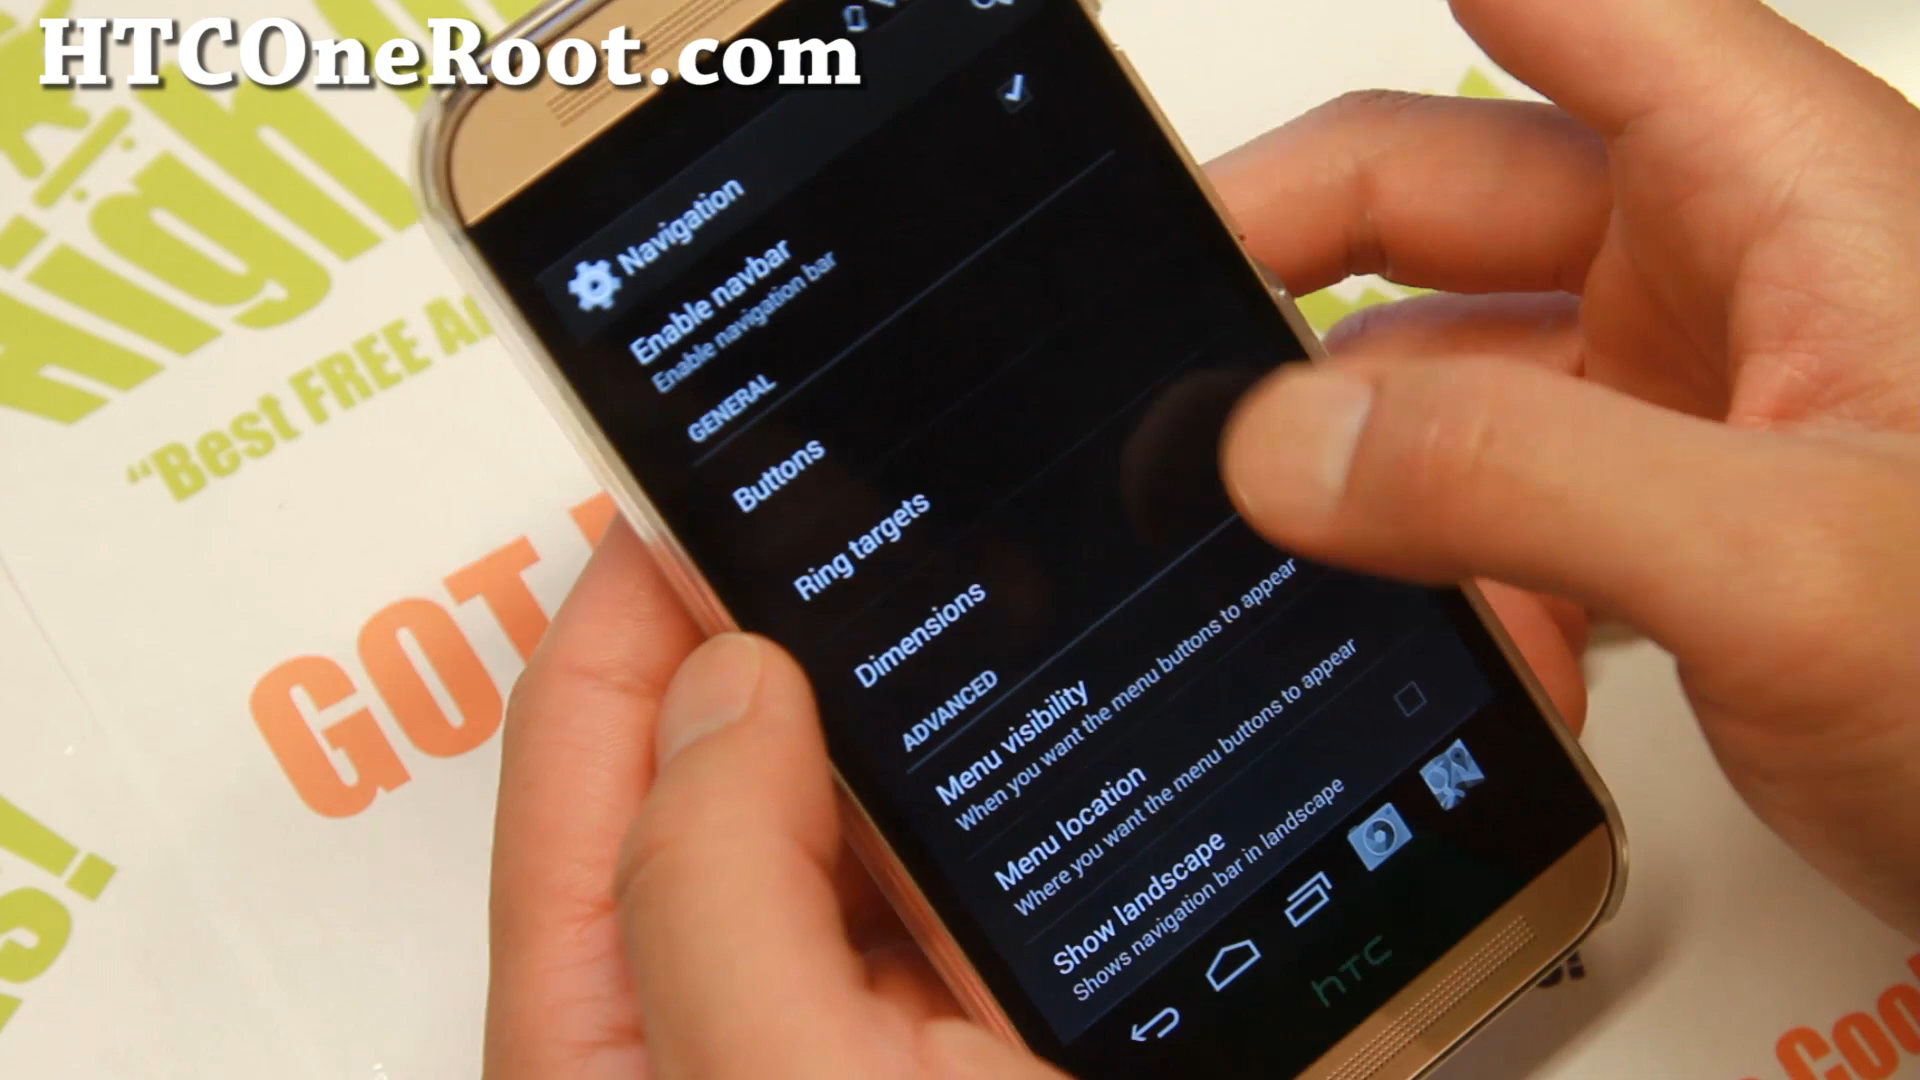 HTCOneRoot.com
Navigation
Enable navbar
Enable navigation bar
GENERAL
Buttons
Ring targets
Dimensions
ADVANCED
Menu visibility
When you want the menu buttons to appear
Menu location
Where you want the menu buttons to appear
Show landscape
Shows navigation bar in landscape
hTC
"Best FREE
GOT